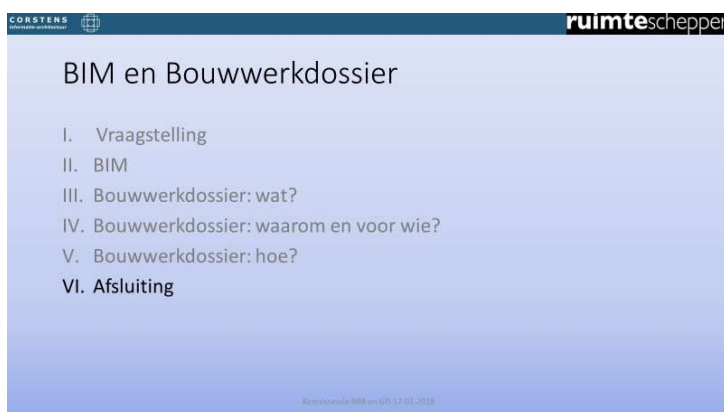 CORSTENS
informatie-architectuur
ruimteschepper
BIM en Bouwwerkdossier
I. Vraagstelling
II. BIM
III. Bouwwerkdossier: wat?
IV. Bouwwerkdossier: waarom en voor wie?
V. Bouwwerkdossier: hoe?
VI. Afsluiting
Kennissessie BIM en GIS 17-01-2018